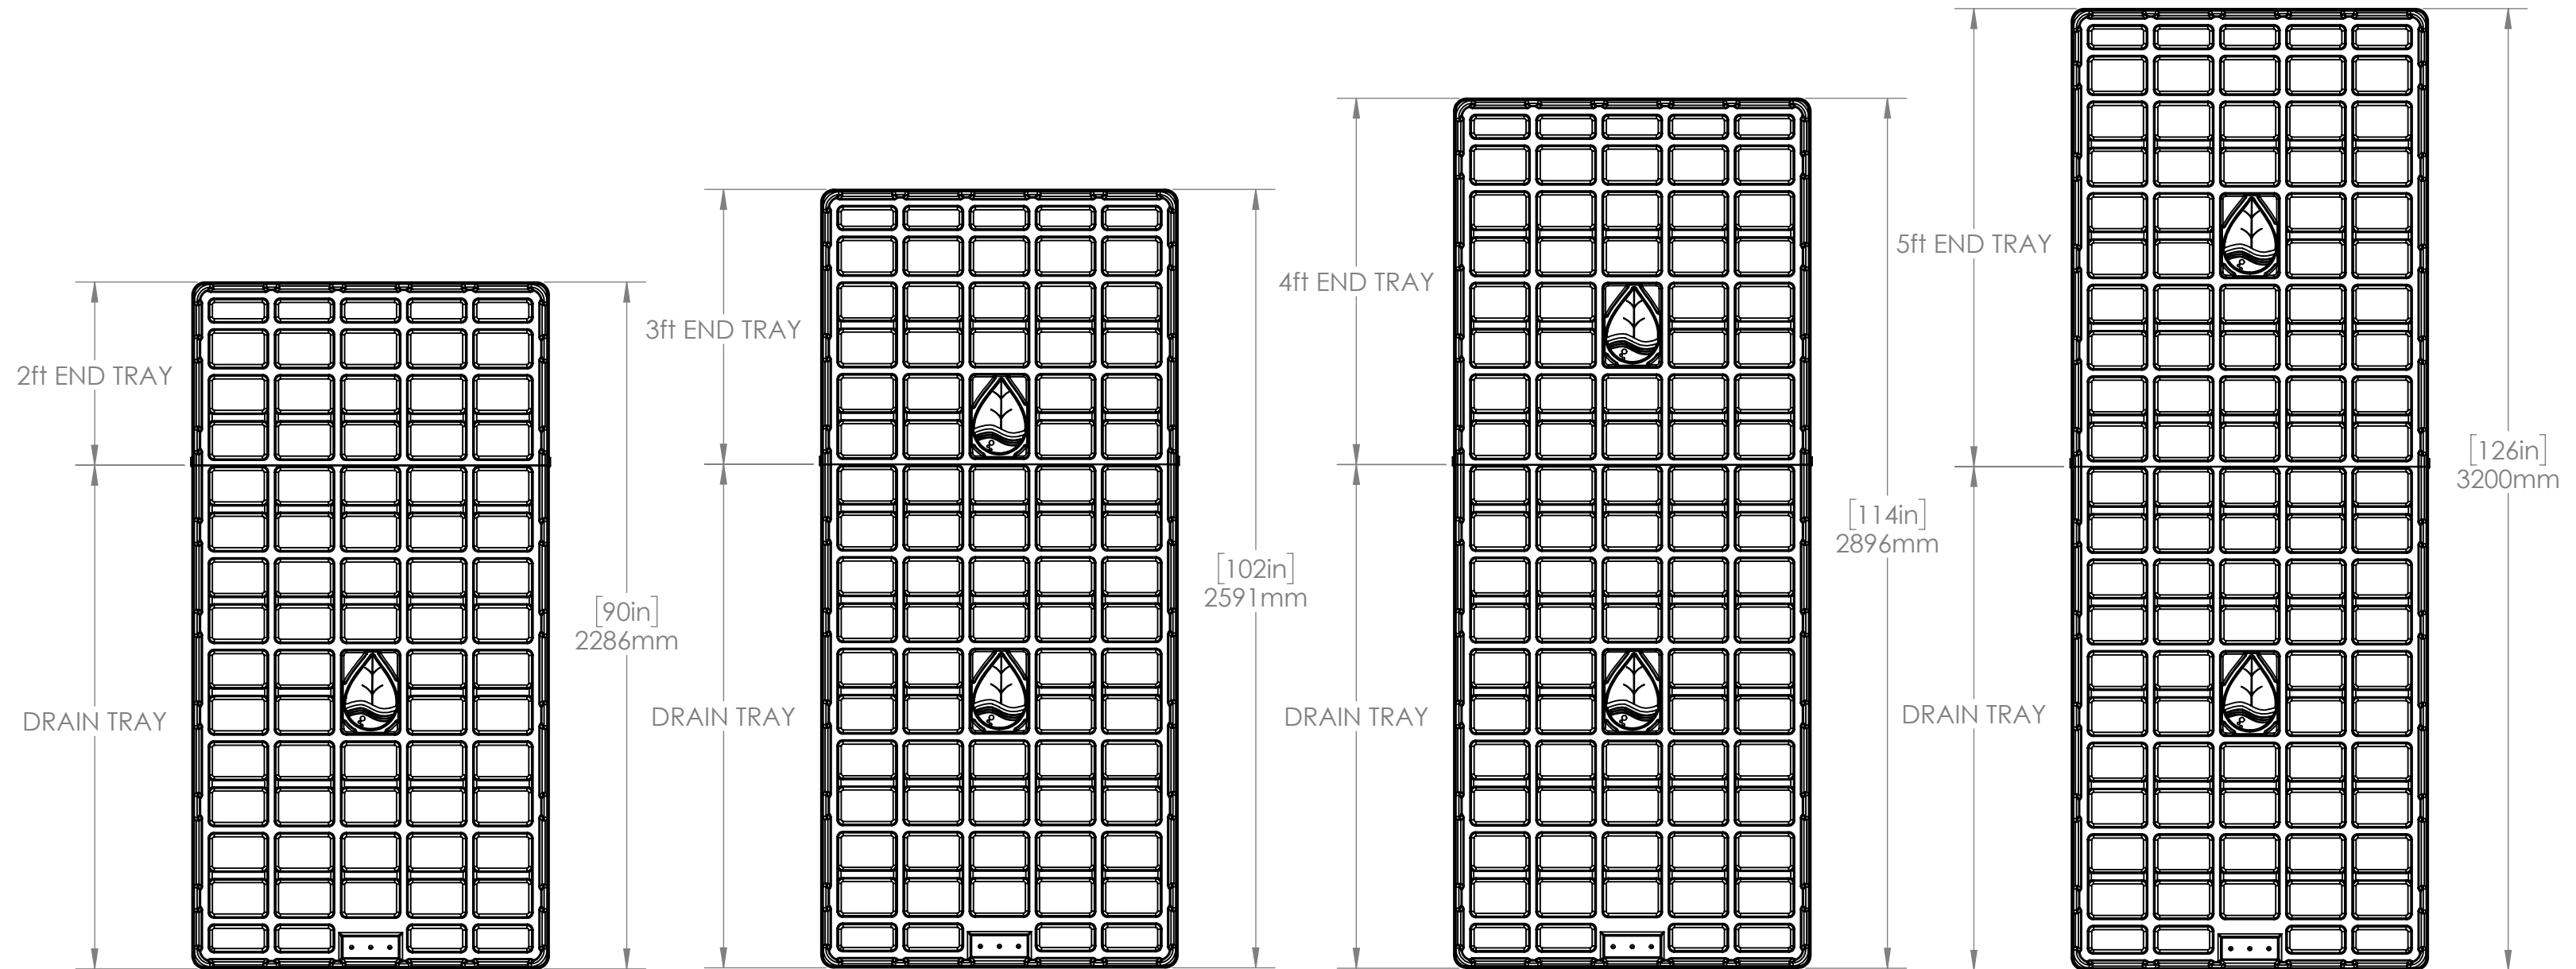 2ft END TRAY
DRAIN TRAY
[90in]
2286mm
3ft END TRAY
DRAIN TRAY
[102in]
2591mm
4ft END TRAY
DRAIN TRAY
[114in]
2896mm
5ft END TRAY
DRAIN TRAY
[126in]
3200mm